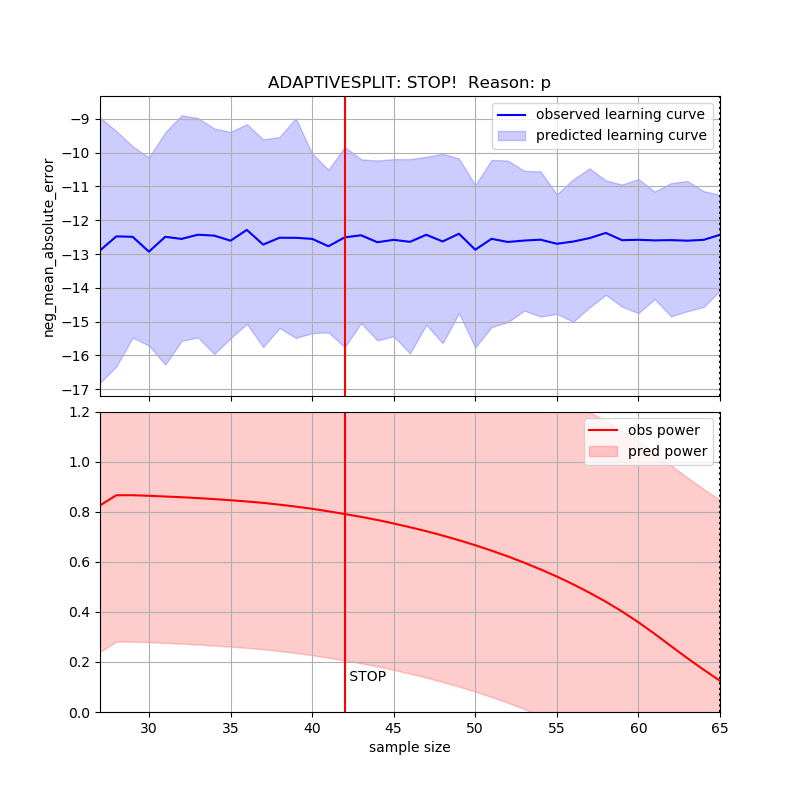 ADAPTIVESPLIT: STOP!  Reason: p
neg_mean_absolute_error
−9
−10
−11
−12
−13
−14
−15
−16
−17
observed learning curve
predicted learning curve
1.2
1.0
0.8
0.6
0.4
0.2
0.0
obs power
pred power
STOP
30 35 40 45 50 55 60 65
sample size